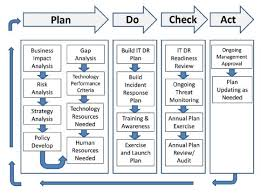 Plan
Do
Check
Act
Business
Impact
Analysis
Risk
Analysis
Strategy
Analysis
Policy
Develop
Gap
Analysis
Technology
Performance
Criteria
Technology
Resources
Needed
Human
Resources
Needed
Build IT DR
Plan
Build
Incident
Response
Plan
Training &
Awareness
Exercise
and Launch
Plan
IT DR
Readiness
Review
Ongoing
Threat
Monitoring
Annual Plan
Exercise
Annual Plan
Review/
Audit
Ongoing
Management
Approval
Plan
Updating as
Needed